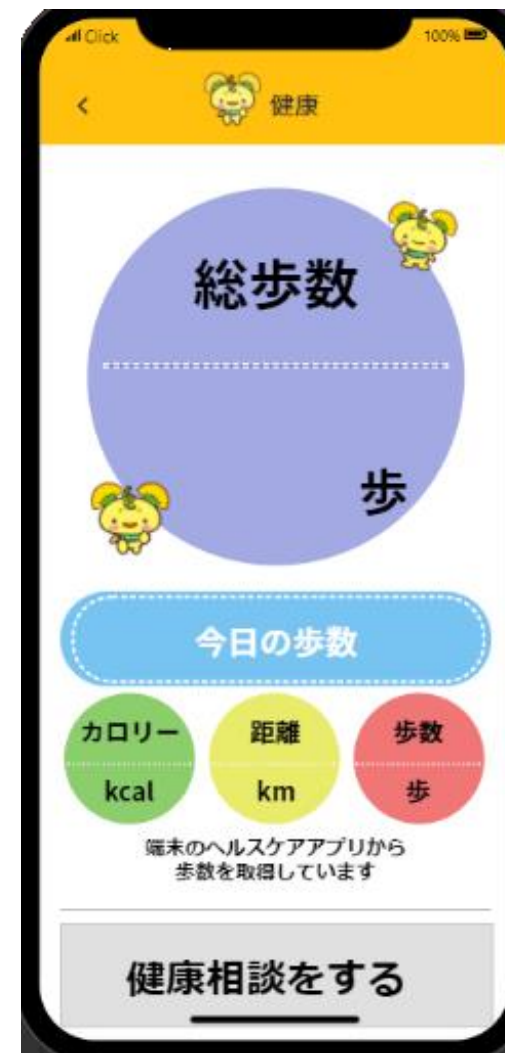 Click
100%
健康
総歩数
歩
今日の歩数
カロリー
kcal
距離
km
歩数
歩
端末のヘルスケアアプリから
歩数を取得しています
健康相談をする